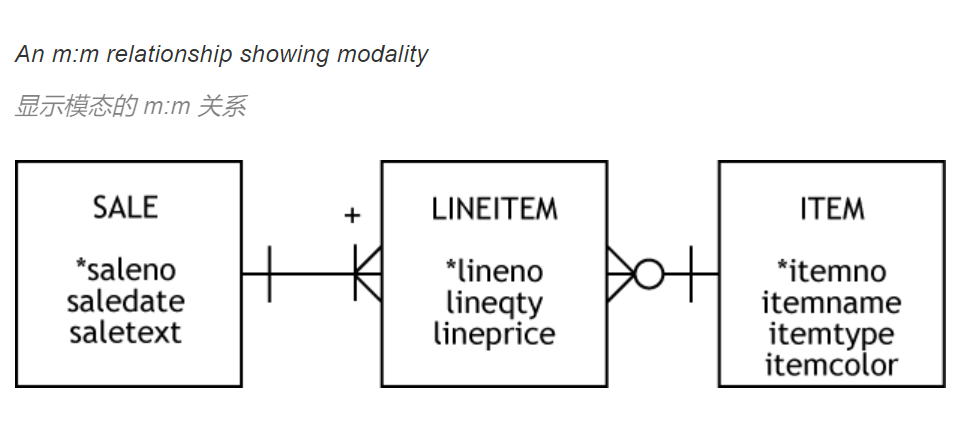 An m:m relationship showing modality
显示模态的 m:m 关系
SALE
*saleno
saledate
saletext
+
LINEITEM
*lineno
lineqty
lineprice
ITEM
*itemno
itemname
itemtype
itemcolor